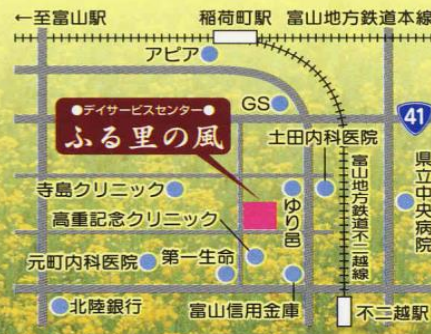 ←至富山駅
稲荷町駅
富山地方鉄道本線
アピア
GS
41
●デイサービスセンター●
ふる里の風
土田内科医院
寺島クリニック
ゆり邑
富山地方鉄道不二越線
県立中央病院
高重記念クリニック
元町内科医院
第一生命
北陸銀行
富山信用金庫
不二越駅